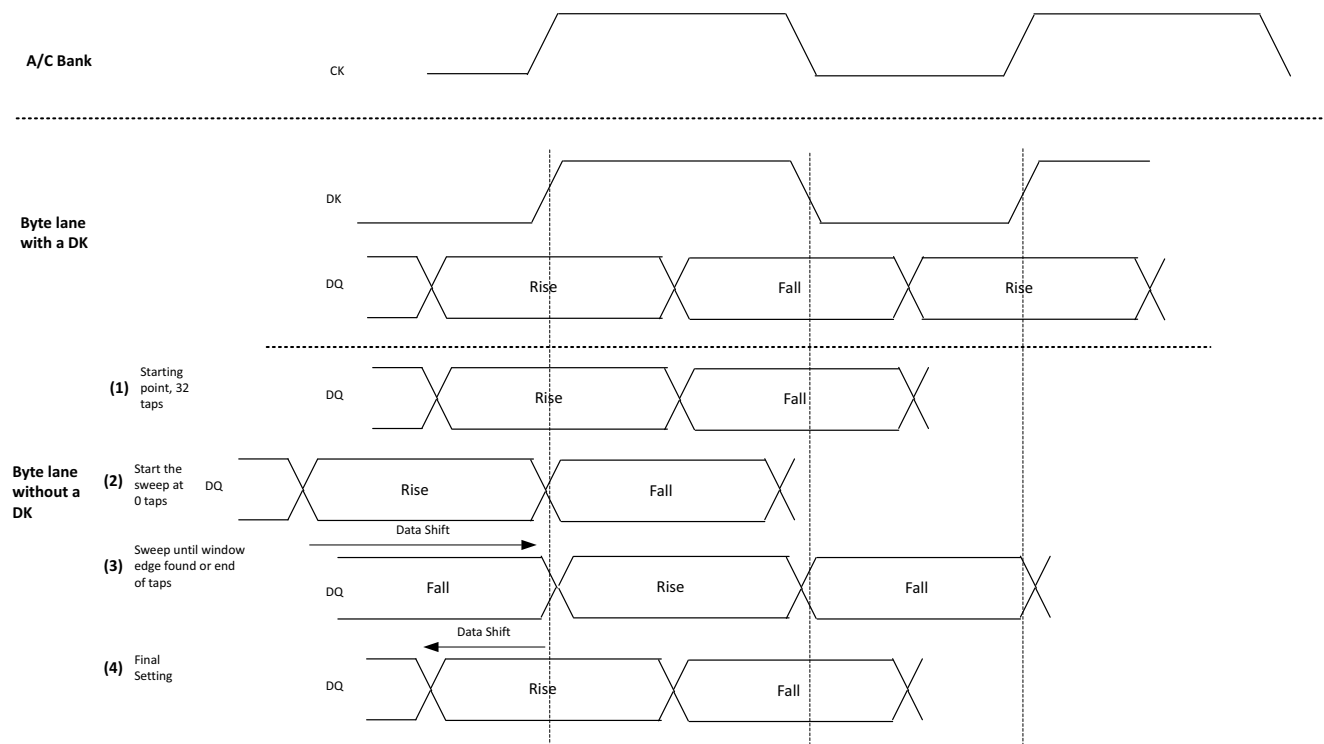 A/C Bank
CK
DK
Byte lane
with a DK
DQ
Rise
Fall
Rise
(1)
Starting
point, 32
taps
DQ
Rise
Fall
Byte lane
without a
DK
(2)
Start the
sweep at
0 taps
DQ
Rise
Fall
Data Shift
(3)
Sweep until window
edge found or end
of taps
DQ
Fall
Rise
Fall
Data Shift
(4)
Final
Setting
DQ
Rise
Fall